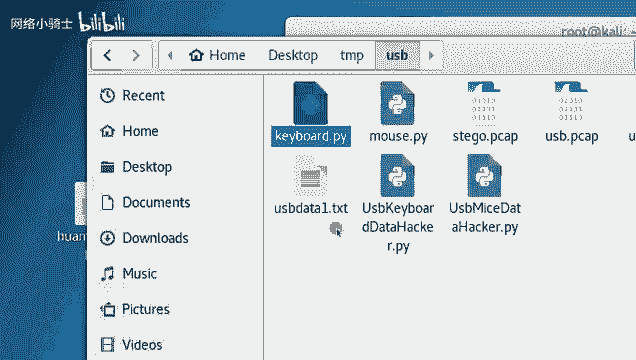 网络小骑士 bilibili
root@kali: ~
Home Desktop tmp usb
Recent
Home
Desktop
Documents
Downloads
Music
Pictures
Videos
keyboard.py mouse.py stego.pcap usb.pcap
usbdata1.txt UsbKeyboardDataHacker.py UsbMiceDataHacker.py